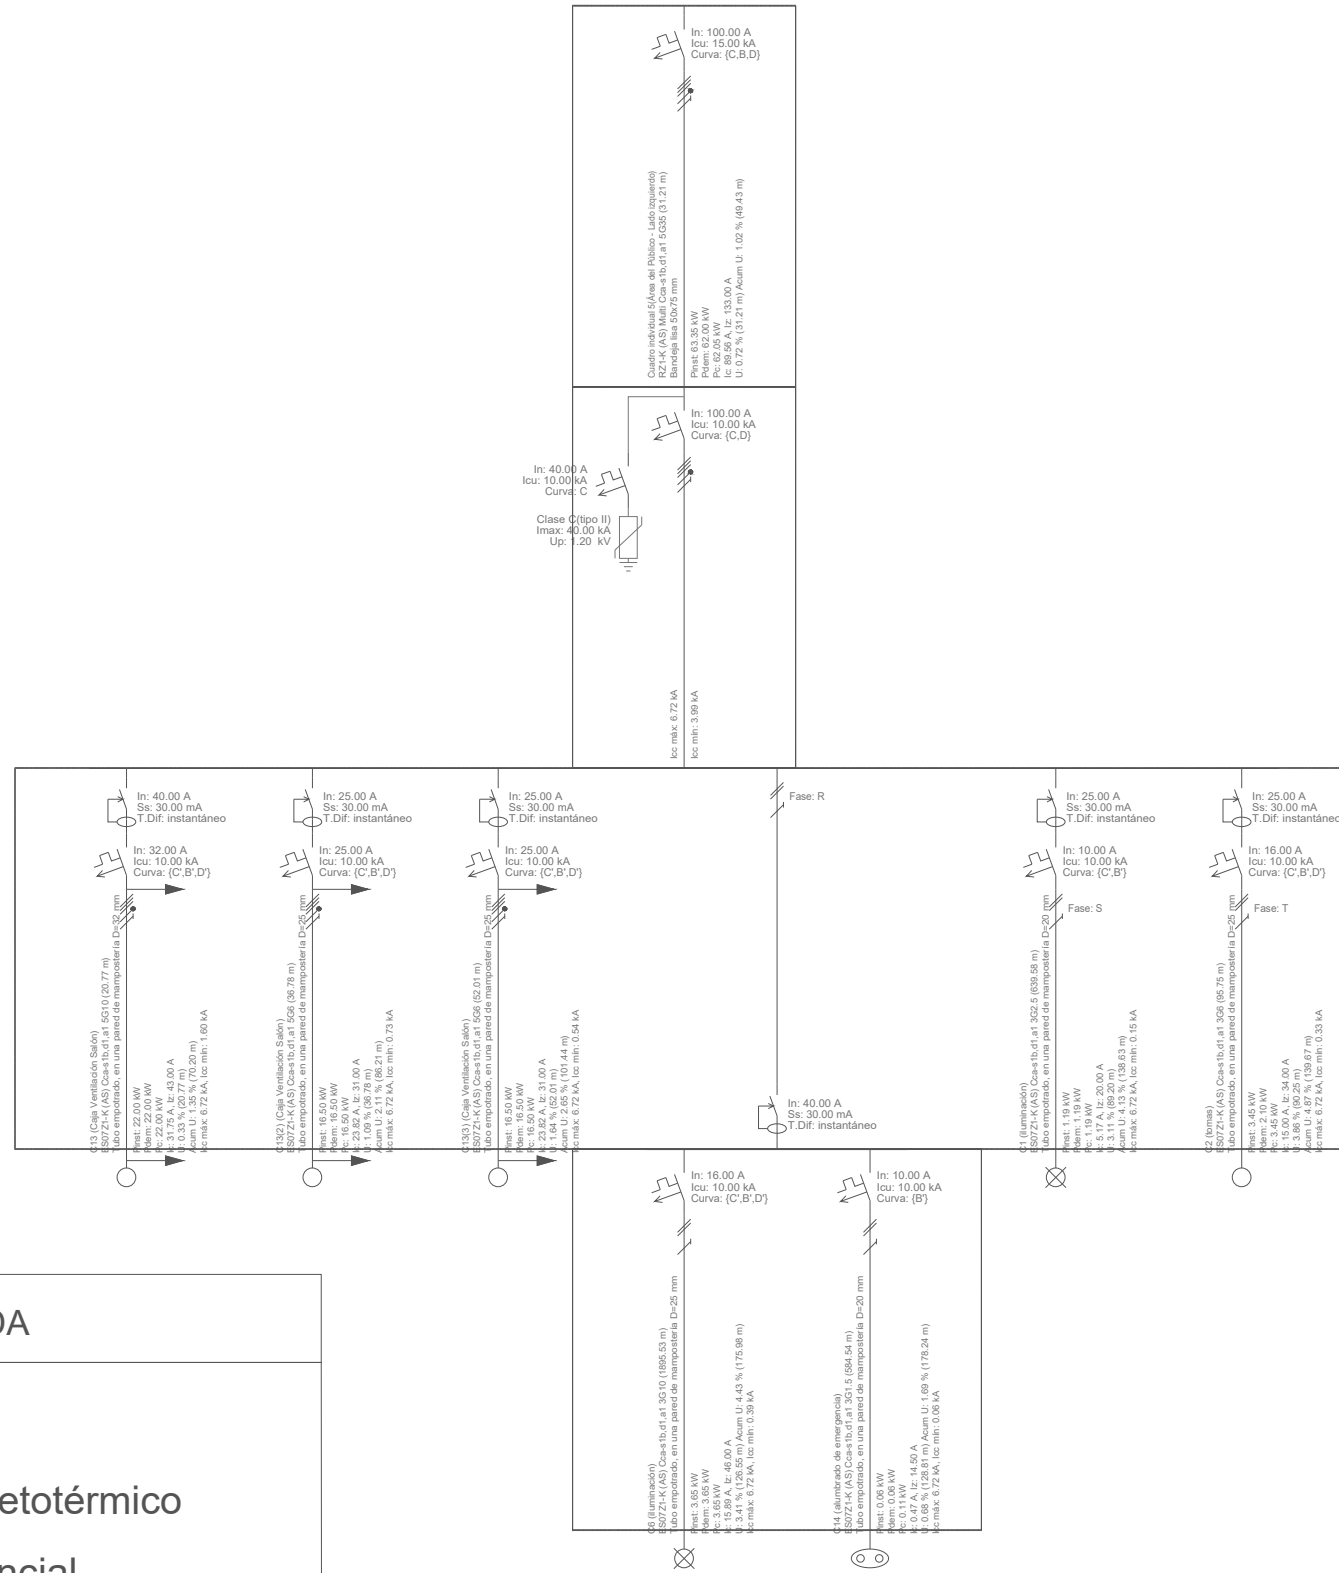 In: 100.00 A
Icu: 15.00 kA
Curva: {C,B,D}
Cuadro individual 5(Área del Público - Lado izquierdo)
RZ1-K (AS) Multi Cca-s1b,d1,a1 5G35 (31.21 m)
Bandeja lisa 50x75 mm
Pinst: 63.35 kW
Pdem: 62.00 kW
Pc: 62.05 kW
Ic: 89.56 A, Iz: 133.00 A
U: 0.72 % (31.21 m) Acum U: 1.02 % (49.43 m)
In: 100.00 A
Icu: 10.00 kA
Curva: {C,D}
In: 40.00 A
Icu: 10.00 kA
Curva: C
Clase C(tipo II)
Imax: 40.00 kA
Up: 1.20 kV
Icc máx: 6.72 kA
Icc mín: 3.99 kA
In: 40.00 A
Ss: 30.00 mA
T.Dif: instantáneo
In: 32.00 A
Icu: 10.00 kA
Curva: {C',B',D'}
C13 (Caja Ventilación Salón)
ES07Z1-K (AS) Cca-s1b,d1,a1 5G10 (20.77 m)
Tubo empotrado, en una pared de mampostería D=32 mm
Pinst: 22.00 kW
Pdem: 22.00 kW
Pc: 22.00 kW
Ic: 31.75 A, Iz: 43.00 A
U: 0.33 % (20.77 m)
Acum U: 1.35 % (70.20 m)
Icc máx: 6.72 kA, Icc mín: 1.60 kA
In: 25.00 A
Ss: 30.00 mA
T.Dif: instantáneo
In: 25.00 A
Icu: 10.00 kA
Curva: {C',B',D'}
C13(2) (Caja Ventilación Salón)
ES07Z1-K (AS) Cca-s1b,d1,a1 5G6 (36.78 m)
Tubo empotrado, en una pared de mampostería D=25 mm
Pinst: 16.50 kW
Pdem: 16.50 kW
Pc: 16.50 kW
Ic: 23.82 A, Iz: 31.00 A
U: 1.09 % (36.78 m)
Acum U: 2.11 % (86.21 m)
Icc máx: 6.72 kA, Icc mín: 0.73 kA
In: 25.00 A
Ss: 30.00 mA
T.Dif: instantáneo
In: 25.00 A
Icu: 10.00 kA
Curva: {C',B',D'}
C13(3) (Caja Ventilación Salón)
ES07Z1-K (AS) Cca-s1b,d1,a1 5G6 (52.01 m)
Tubo empotrado, en una pared de mampostería D=25 mm
Pinst: 16.50 kW
Pdem: 16.50 kW
Pc: 16.50 kW
Ic: 23.82 A, Iz: 31.00 A
U: 1.64 % (52.01 m)
Acum U: 2.65 % (101.44 m)
Icc máx: 6.72 kA, Icc mín: 0.54 kA
Fase: R
In: 40.00 A
Ss: 30.00 mA
T.Dif: instantáneo
In: 25.00 A
Ss: 30.00 mA
T.Dif: instantáneo
In: 10.00 A
Icu: 10.00 kA
Curva: {C',B'}
Fase: S
C1 (iluminación)
ES07Z1-K (AS) Cca-s1b,d1,a1 3G2.5 (639.58 m)
Tubo empotrado, en una pared de mampostería D=20 mm
Pinst: 1.19 kW
Pdem: 1.19 kW
Pc: 1.19 kW
Ic: 5.17 A, Iz: 20.00 A
U: 3.11 % (89.20 m)
Acum U: 4.13 % (138.63 m)
Icc máx: 6.72 kA, Icc mín: 0.15 kA
In: 25.00 A
Ss: 30.00 mA
T.Dif: instantáneo
In: 16.00 A
Icu: 10.00 kA
Curva: {C',B',D'}
Fase: T
C2 (tomas)
ES07Z1-K (AS) Cca-s1b,d1,a1 3G6 (95.75 m)
Tubo empotrado, en una pared de mampostería D=25 mm
Pinst: 3.45 kW
Pdem: 2.10 kW
Pc: 3.45 kW
Ic: 15.00 A, Iz: 34.00 A
U: 3.86 % (90.25 m)
Acum U: 4.87 % (139.67 m)
Icc máx: 6.72 kA, Icc mín: 0.33 kA
In: 16.00 A
Icu: 10.00 kA
Curva: {C',B',D'}
C6 (iluminación)
ES07Z1-K (AS) Cca-s1b,d1,a1 3G10 (1895.53 m)
Tubo empotrado, en una pared de mampostería D=25 mm
Pinst: 3.65 kW
Pdem: 3.65 kW
Pc: 3.65 kW
Ic: 15.89 A, Iz: 46.00 A
U: 3.41 % (126.55 m) Acum U: 4.43 % (175.98 m)
Icc máx: 6.72 kA, Icc mín: 0.39 kA
In: 10.00 A
Icu: 10.00 kA
Curva: {B'}
C14 (alumbrado de emergencia)
ES07Z1-K (AS) Cca-s1b,d1,a1 3G1.5 (584.54 m)
Tubo empotrado, en una pared de mampostería D=20 mm
Pinst: 0.06 kW
Pdem: 0.06 kW
Pc: 0.11 kW
Ic: 0.47 A, Iz: 14.50 A
U: 0.68 % (128.81 m) Acum U: 1.69 % (178.24 m)
Icc máx: 6.72 kA, Icc mín: 0.06 kA
DA
etotérmico
ncial